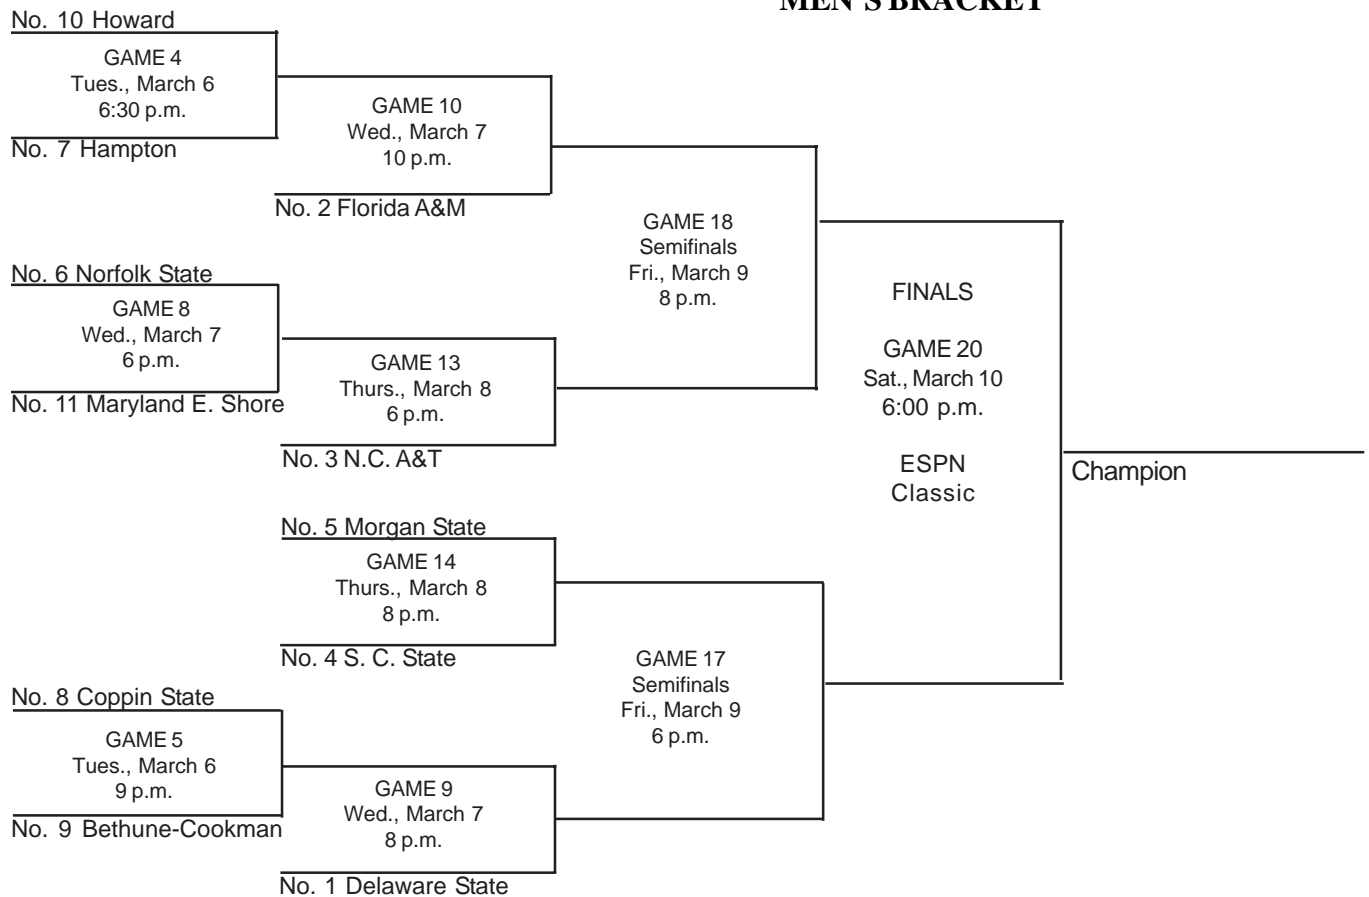 MEN'S BRACKET
No. 10 Howard
GAME 4
Tues., March 6
6:30 p.m.
No. 7 Hampton
GAME 10
Wed., March 7
10 p.m.
No. 2 Florida A&M
GAME 18
Semifinals
Fri., March 9
8 p.m.
No. 6 Norfolk State
GAME 8
Wed., March 7
6 p.m.
No. 11 Maryland E. Shore
GAME 13
Thurs., March 8
6 p.m.
No. 3 N.C. A&T
FINALS
GAME 20
Sat., March 10
6:00 p.m.
ESPN
Classic
Champion
No. 5 Morgan State
GAME 14
Thurs., March 8
8 p.m.
No. 4 S. C. State
GAME 17
Semifinals
Fri., March 9
6 p.m.
No. 8 Coppin State
GAME 5
Tues., March 6
9 p.m.
No. 9 Bethune-Cookman
GAME 9
Wed., March 7
8 p.m.
No. 1 Delaware State